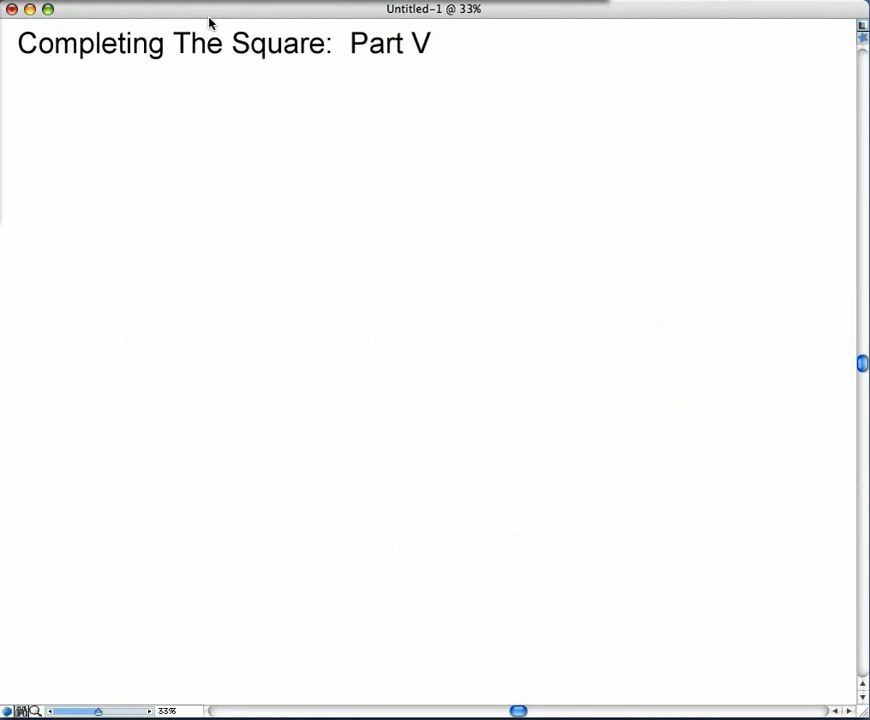 Untitled-1 @ 33%
Completing The Square:  Part V
33%